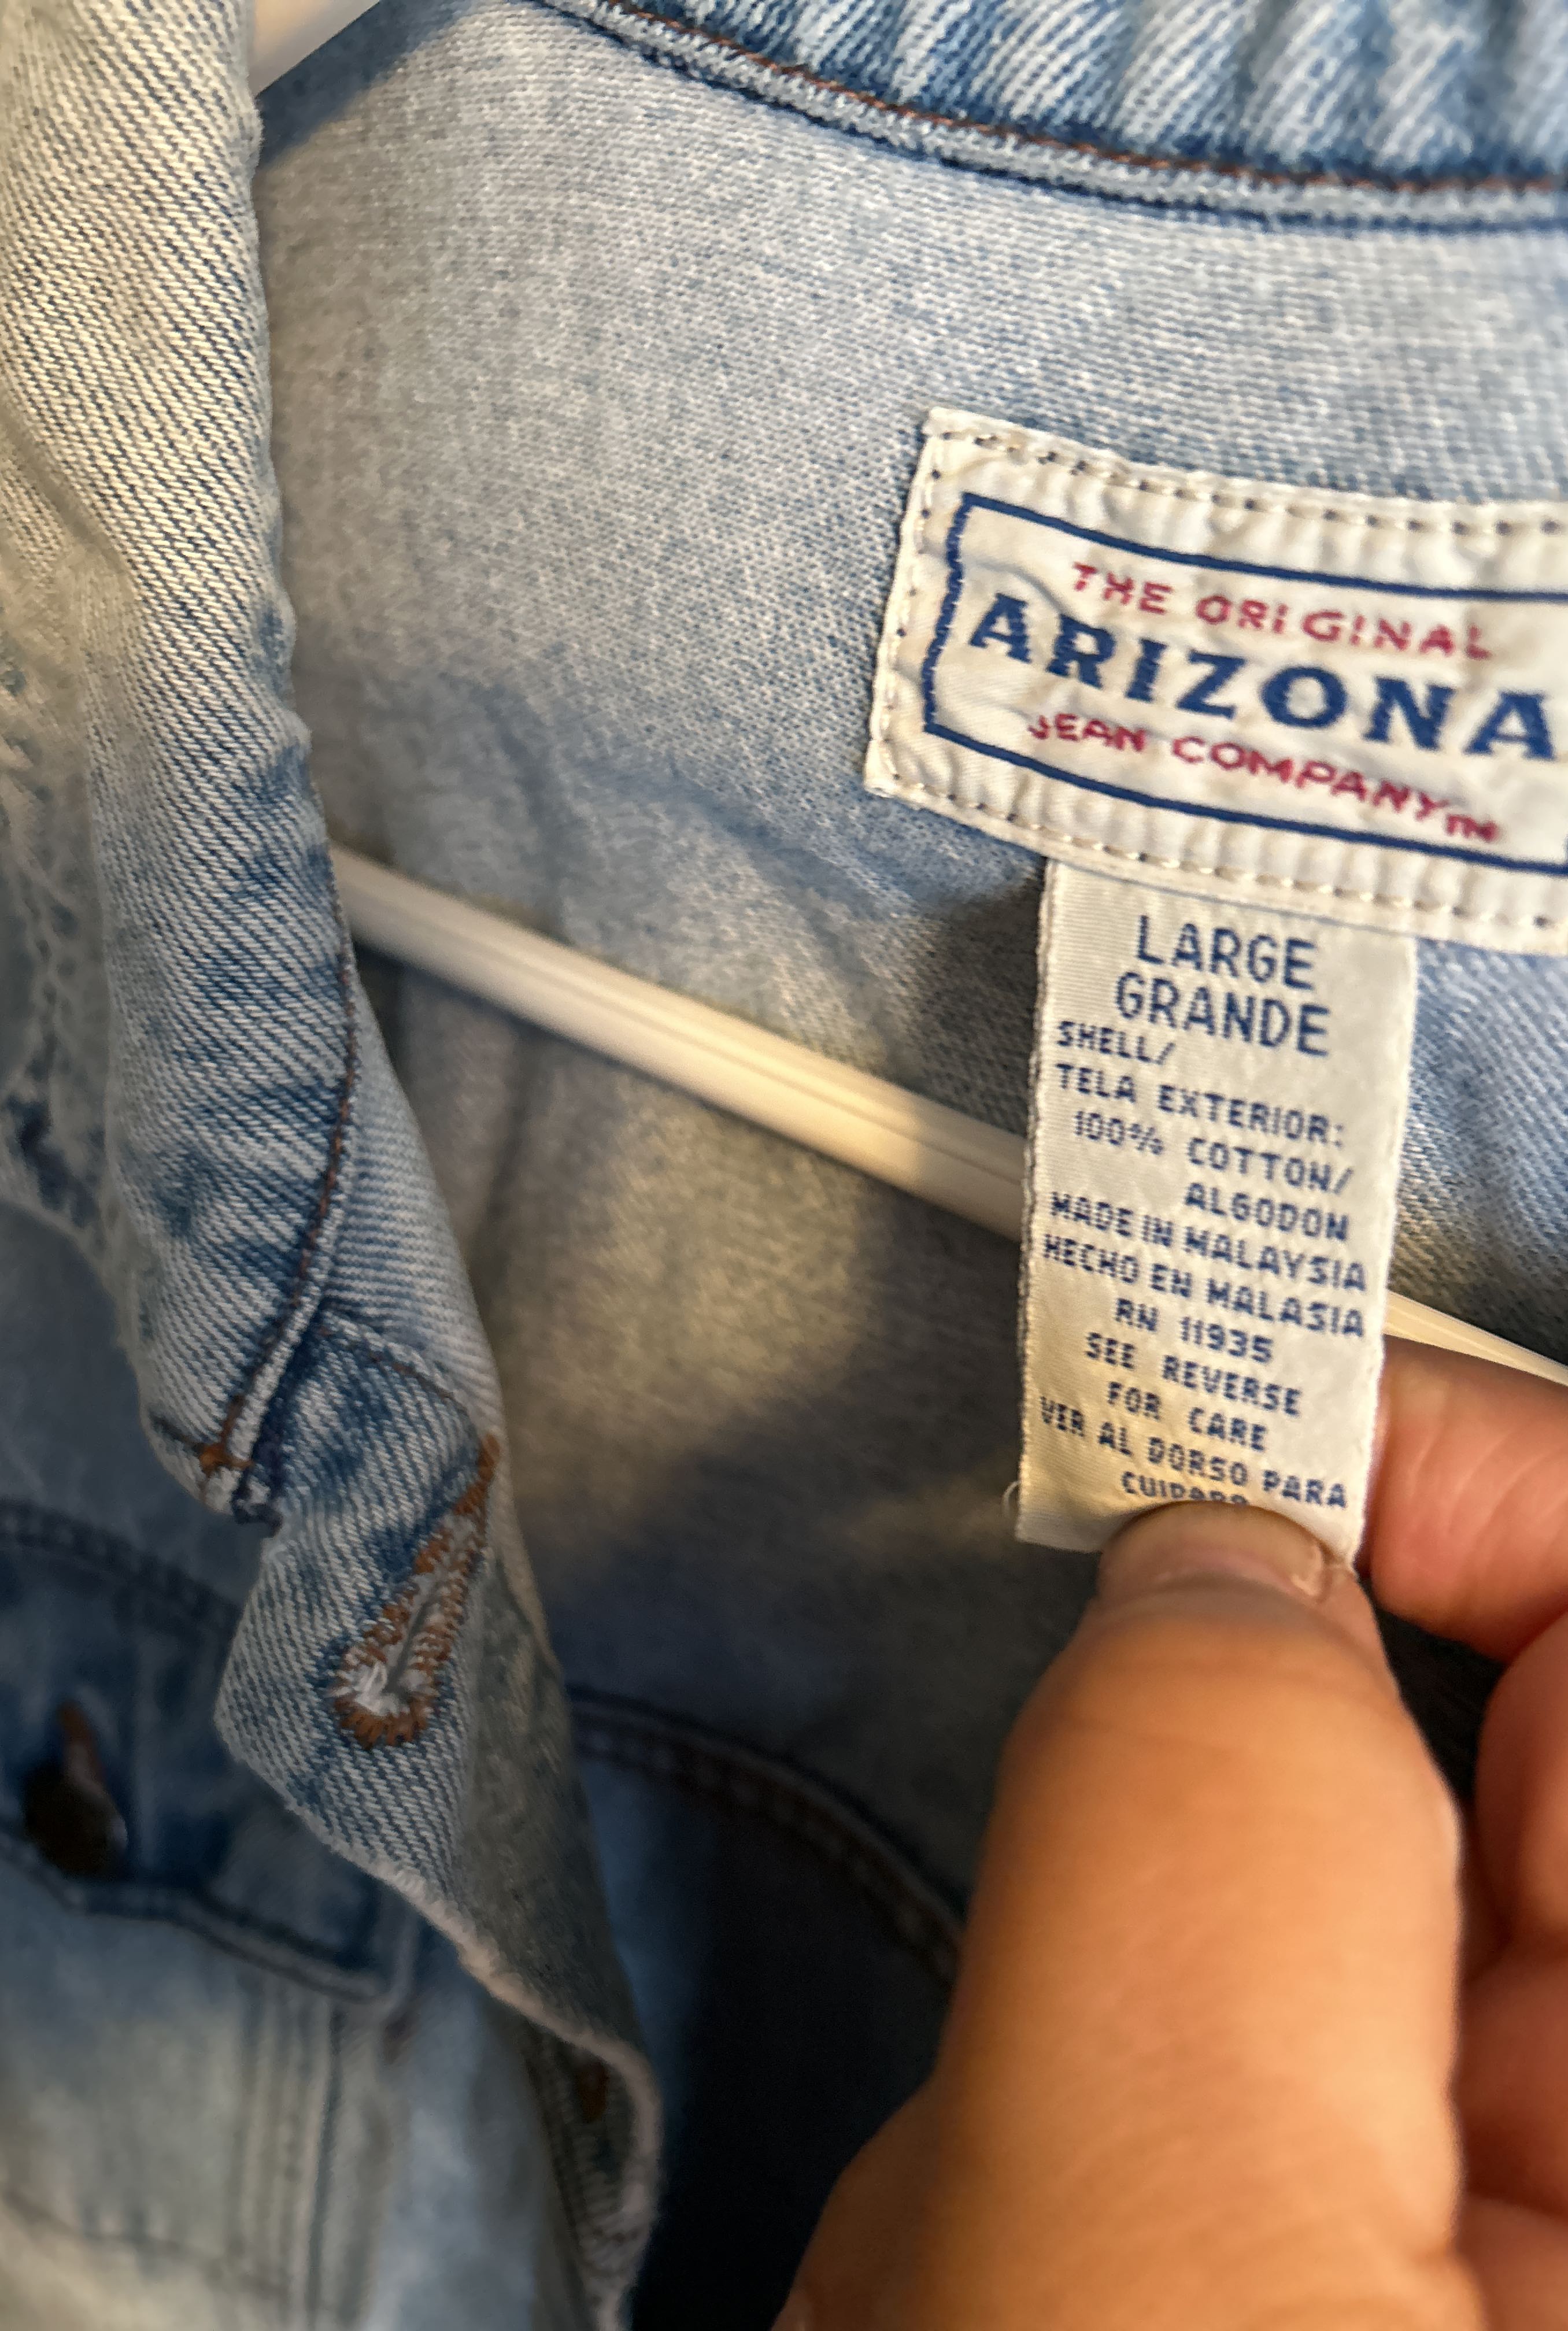 THE ORIGINAL
ARIZONA
JEAN COMPANY™
LARGE
GRANDE
SHELL/
TELA EXTERIOR:
100% COTTON/
ALGODON
MADE IN MALAYSIA
HECHO EN MALASIA
RN 11935
SEE REVERSE
FOR CARE
VER AL DORSO PARA